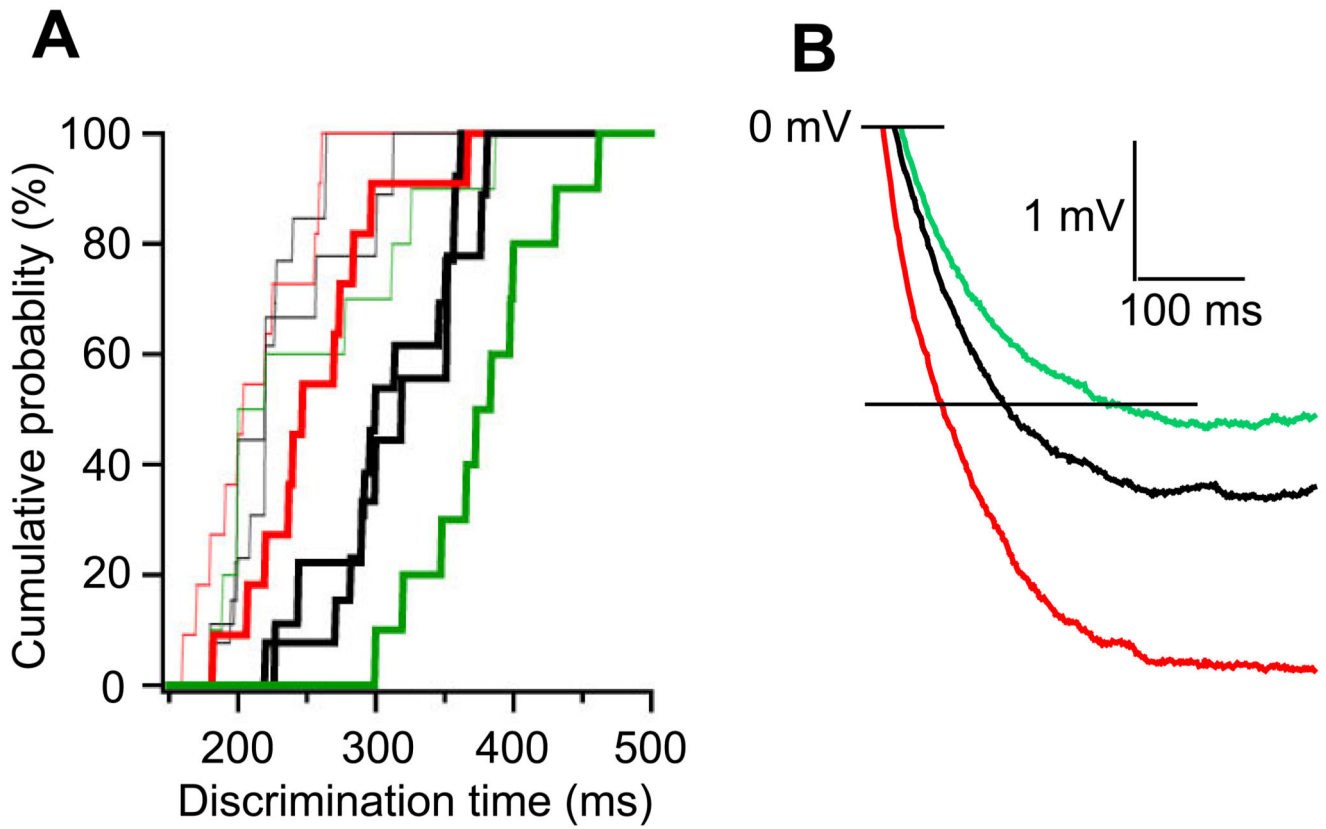 A
B
Cumulative probablity (%)
100
80
60
40
20
0
200
300
400
500
Discrimination time (ms)
0 mV
1 mV
100 ms